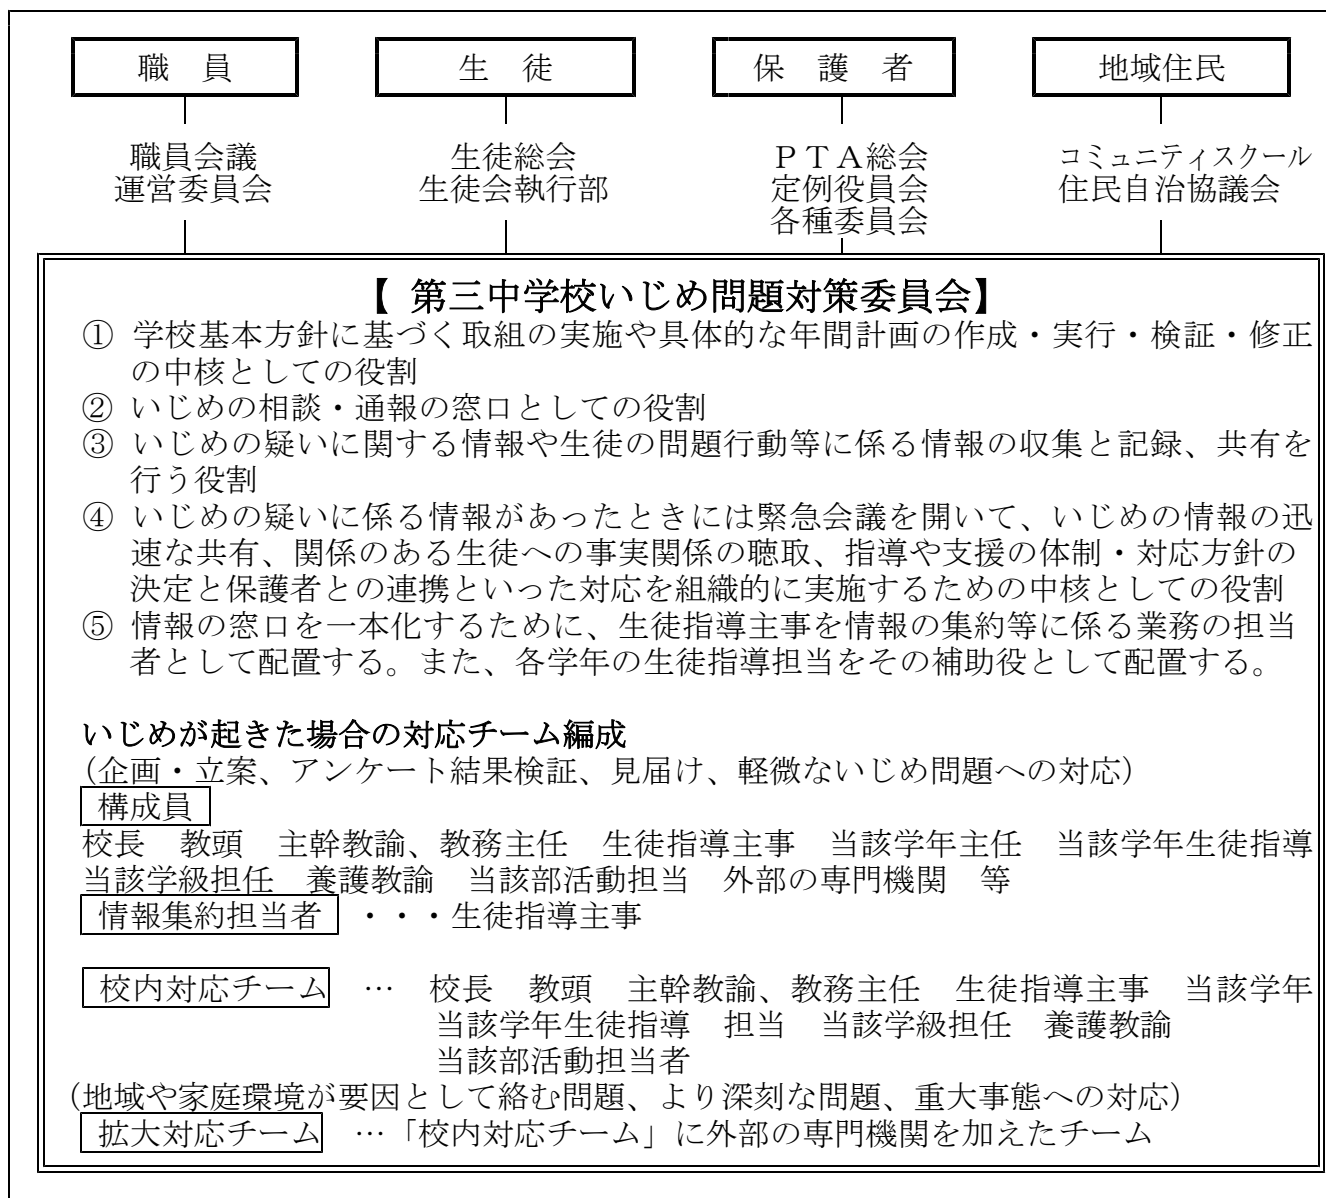 職　員　生　徒　保　護　者　地域住民
職員会議　生徒総会　ＰＴＡ総会　コミュニティスクール
運営委員会　生徒会執行部　定例役員会　住民自治協議会
各種委員会
【 第三中学校いじめ問題対策委員会】
① 学校基本方針に基づく取組の実施や具体的な年間計画の作成・実行・検証・修正
の中核としての役割
② いじめの相談・通報の窓口としての役割
③ いじめの疑いに関する情報や生徒の問題行動等に係る情報の収集と記録、共有を
行う役割
④ いじめの疑いに係る情報があったときには緊急会議を開いて、いじめの情報の迅
速な共有、関係のある生徒への事実関係の聴取、指導や支援の体制・対応方針の
決定と保護者との連携といった対応を組織的に実施するための中核としての役割
⑤ 情報の窓口を一本化するために、生徒指導主事を情報の集約等に係る業務の担当
者として配置する。また、各学年の生徒指導担当をその補助役として配置する。
いじめが起きた場合の対応チーム編成
（企画・立案、アンケート結果検証、見届け、軽微ないじめ問題への対応）
構成員
校長　教頭　主幹教諭、教務主任　生徒指導主事　当該学年主任　当該学年生徒指導
当該学級担任　養護教諭　当該部活動担当　外部の専門機関　等
情報集約担当者　・・・生徒指導主事
校内対応チーム　…　校長　教頭　主幹教諭、教務主任　生徒指導主事　当該学年
当該学年生徒指導　担当　当該学級担任　養護教諭
当該部活動担当者
（地域や家庭環境が要因として絡む問題、より深刻な問題、重大事態への対応）
拡大対応チーム　…「校内対応チーム」に外部の専門機関を加えたチーム